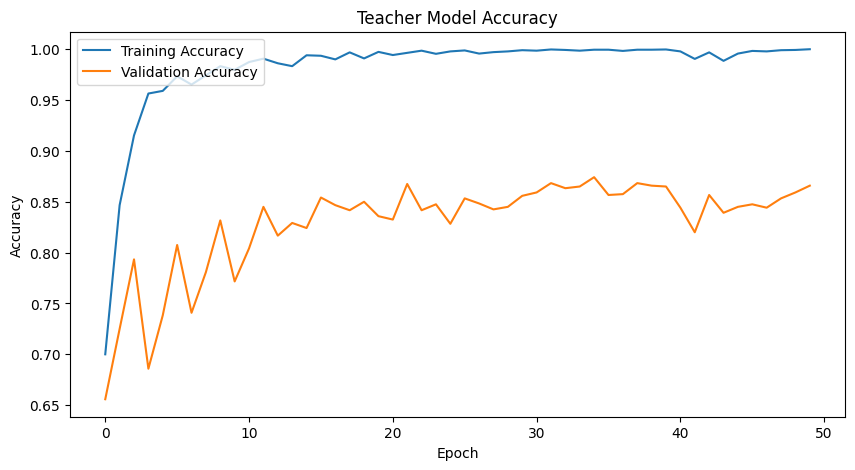 Teacher Model Accuracy
Training Accuracy
Validation Accuracy
1.00
0.95
0.90
0.85
0.80
0.75
0.70
0.65
Accuracy
0 10 20 30 40 50
Epoch